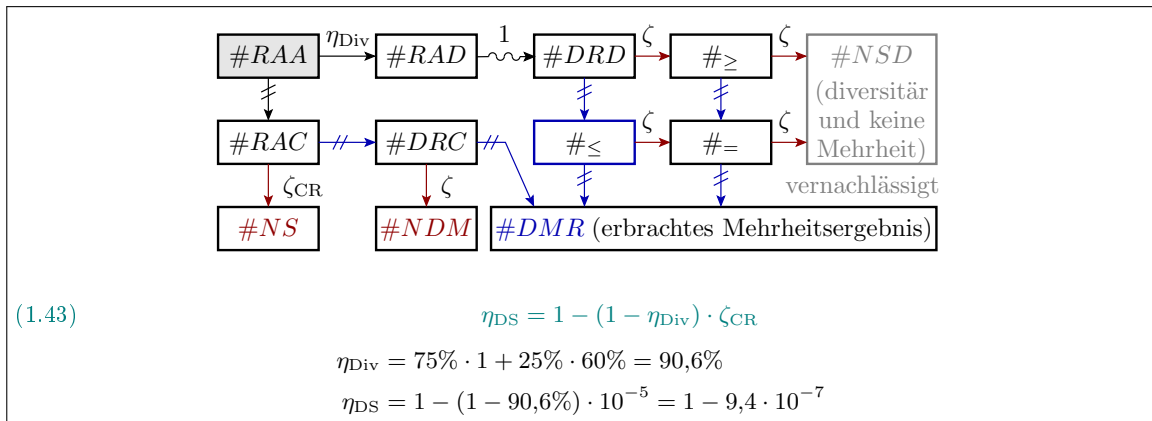 η_Div 1 ζ ζ
#RAA #RAD #DRD #≥ #NSD
(diversitär
und keine
Mehrheit)
ζ ζ
#RAC #DRC #≤ #=
ζ_CR ζ vernachlässigt
#NS #NDM #DMR (erbrachtes Mehrheitsergebnis)
(1.43) η_DS = 1 − (1 − η_Div) · ζ_CR
η_Div = 75% · 1 + 25% · 60% = 90,6%
η_DS = 1 − (1 − 90,6%) · 10^−5 = 1 − 9,4 · 10^−7